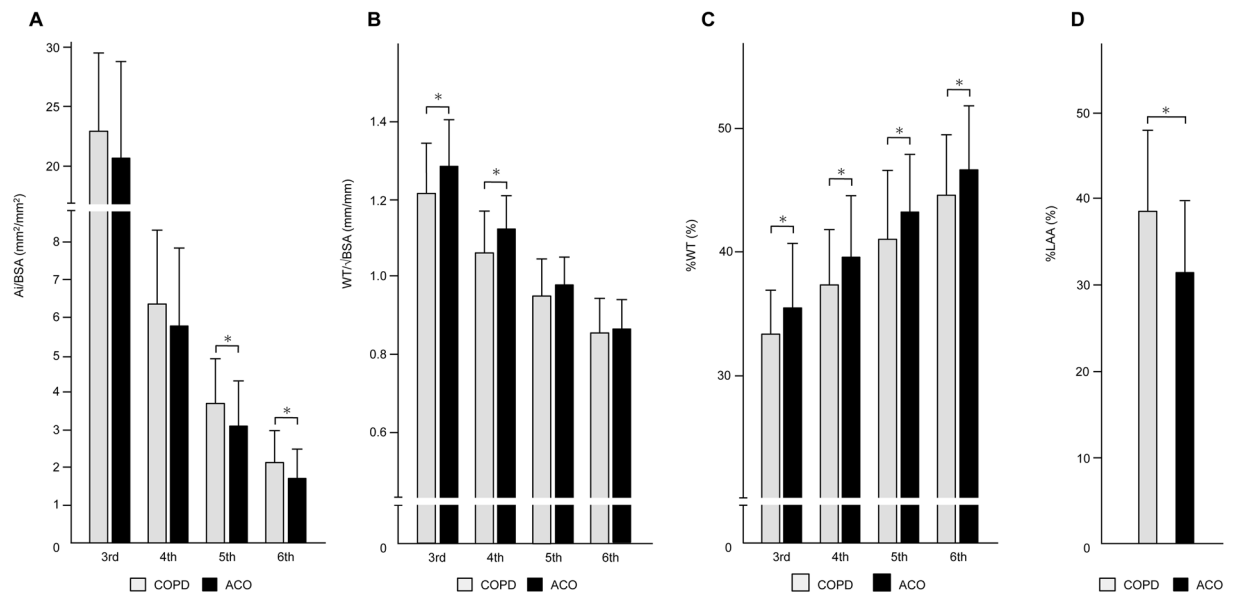 A
Ai/BSA (mm²/mm²)
30
25
20
8
7
6
5
4
3
2
1
0
*
*
3rd 4th 5th 6th
COPD ACO
B
WT/√BSA (mm/mm)
1.4
1.2
1.0
0.8
0.6
0
*
*
3rd 4th 5th 6th
COPD ACO
C
%WT (%)
50
40
30
0
*
*
*
*
3rd 4th 5th 6th
COPD ACO
D
%LAA (%)
50
40
30
20
10
0
*
COPD ACO